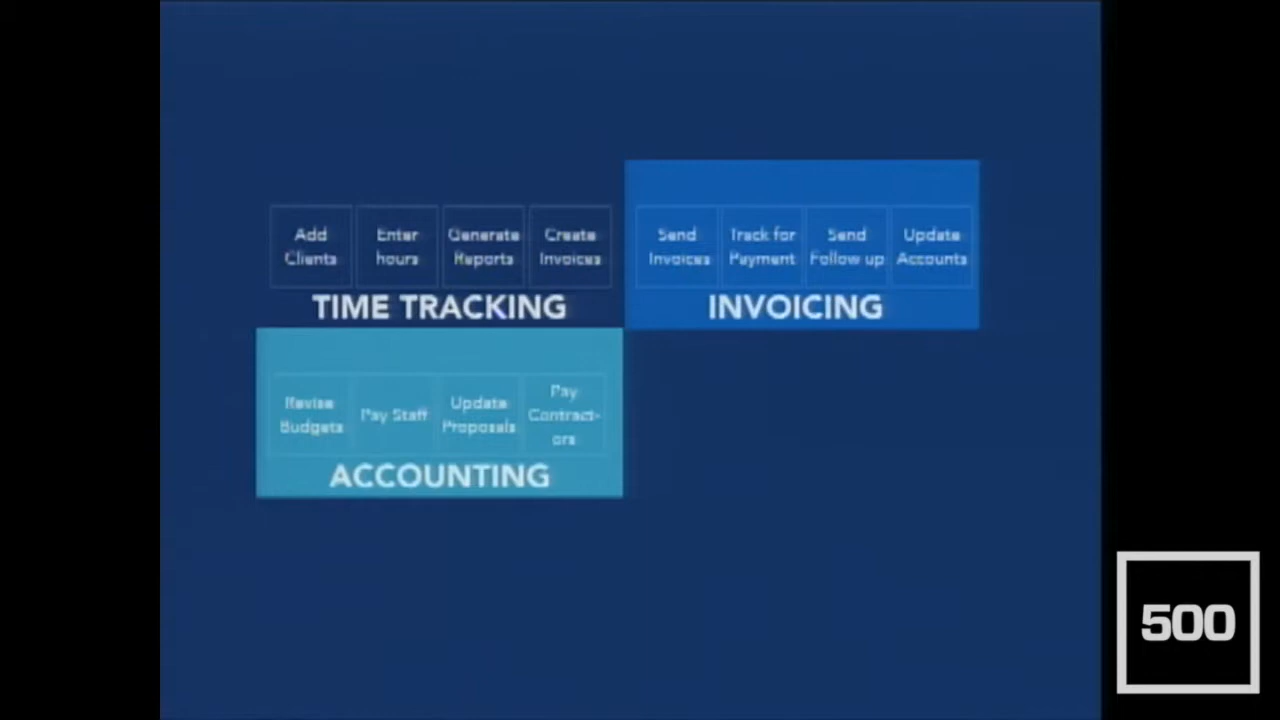 Add
Clients
Enter
hours
Generate
Reports
Create
Invoices
TIME TRACKING
Send
Invoices
Track for
Payment
Send
Follow up
Update
Accounts
INVOICING
Revise
Budgets
Pay Staff
Update
Proposals
Pay
Contract-
ors
ACCOUNTING
500